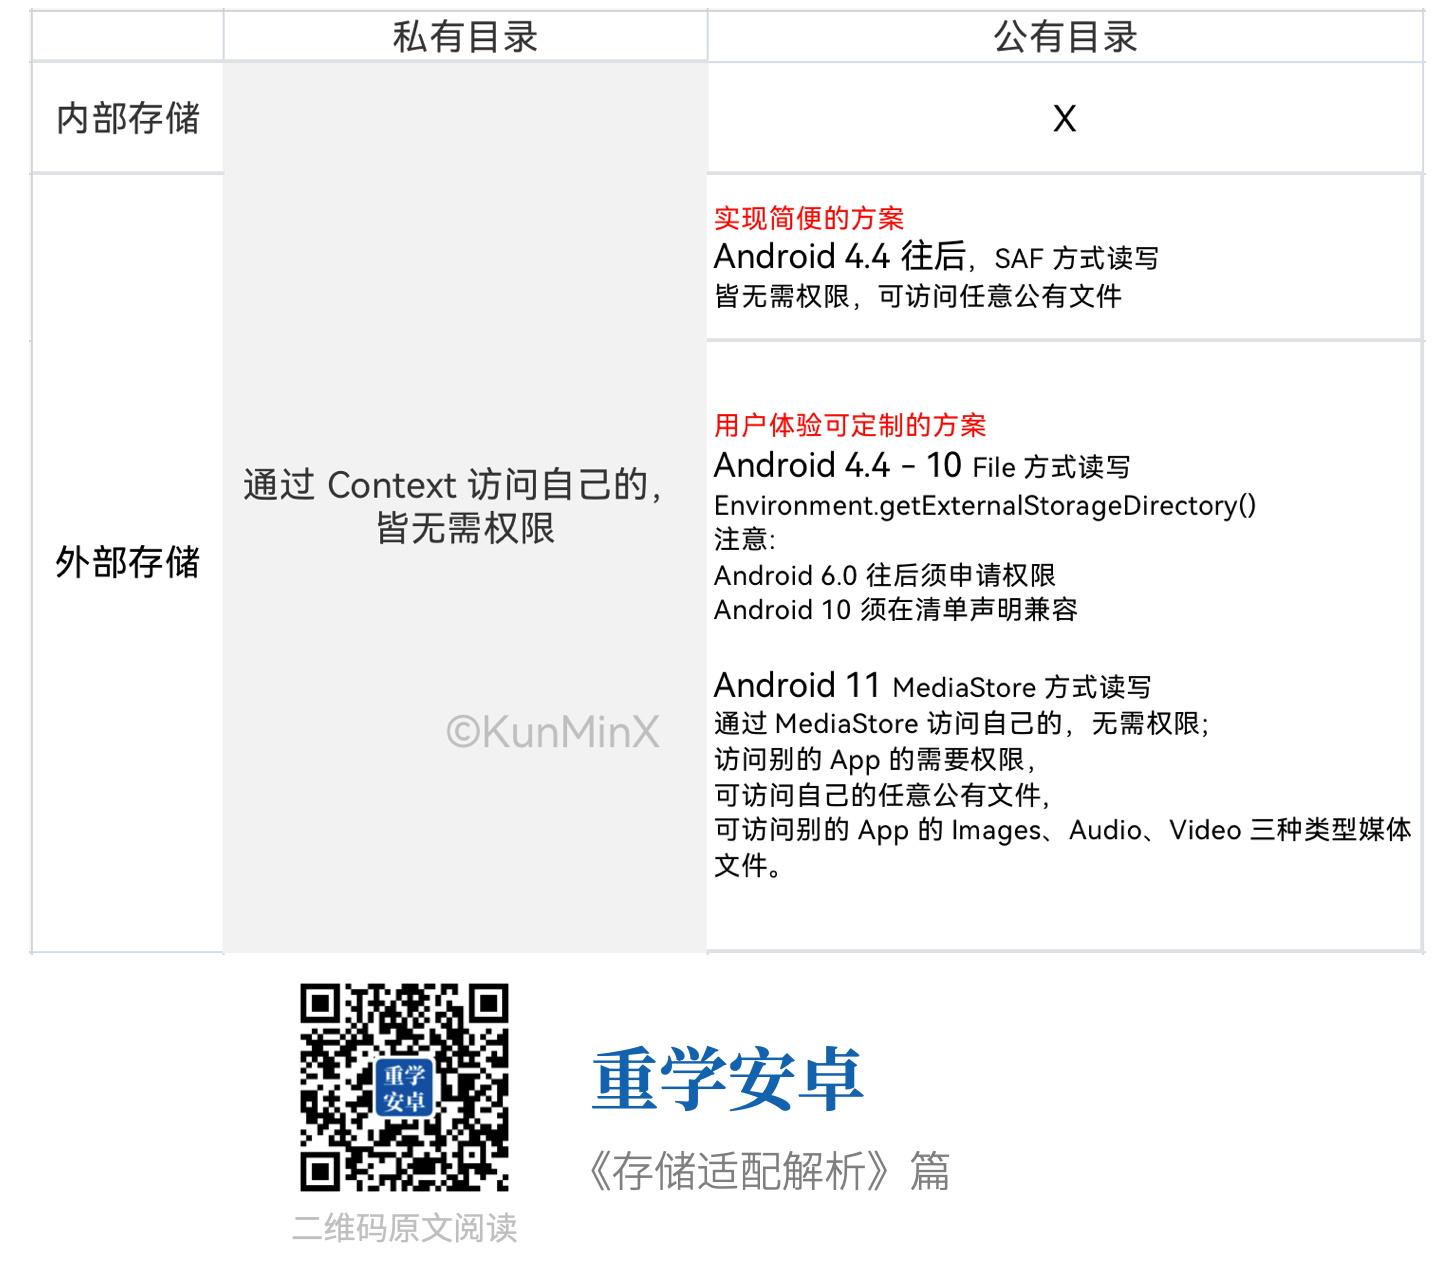 私有目录
公有目录
内部存储
X
实现简便的方案
Android 4.4 往后，SAF 方式读写
皆无需权限，可访问任意公有文件
通过 Context 访问自己的，
皆无需权限
外部存储
用户体验可定制的方案
Android 4.4 - 10 File 方式读写
Environment.getExternalStorageDirectory()
注意:
Android 6.0 往后须申请权限
Android 10 须在清单声明兼容
Android 11 MediaStore 方式读写
通过 MediaStore 访问自己的，无需权限;
访问别的 App 的需要权限，
可访问自己的任意公有文件，
可访问别的 App 的 Images、Audio、Video 三种类型媒体
文件。
©KunMinX
重学
安卓
重学安卓
《存储适配解析》篇
二维码原文阅读